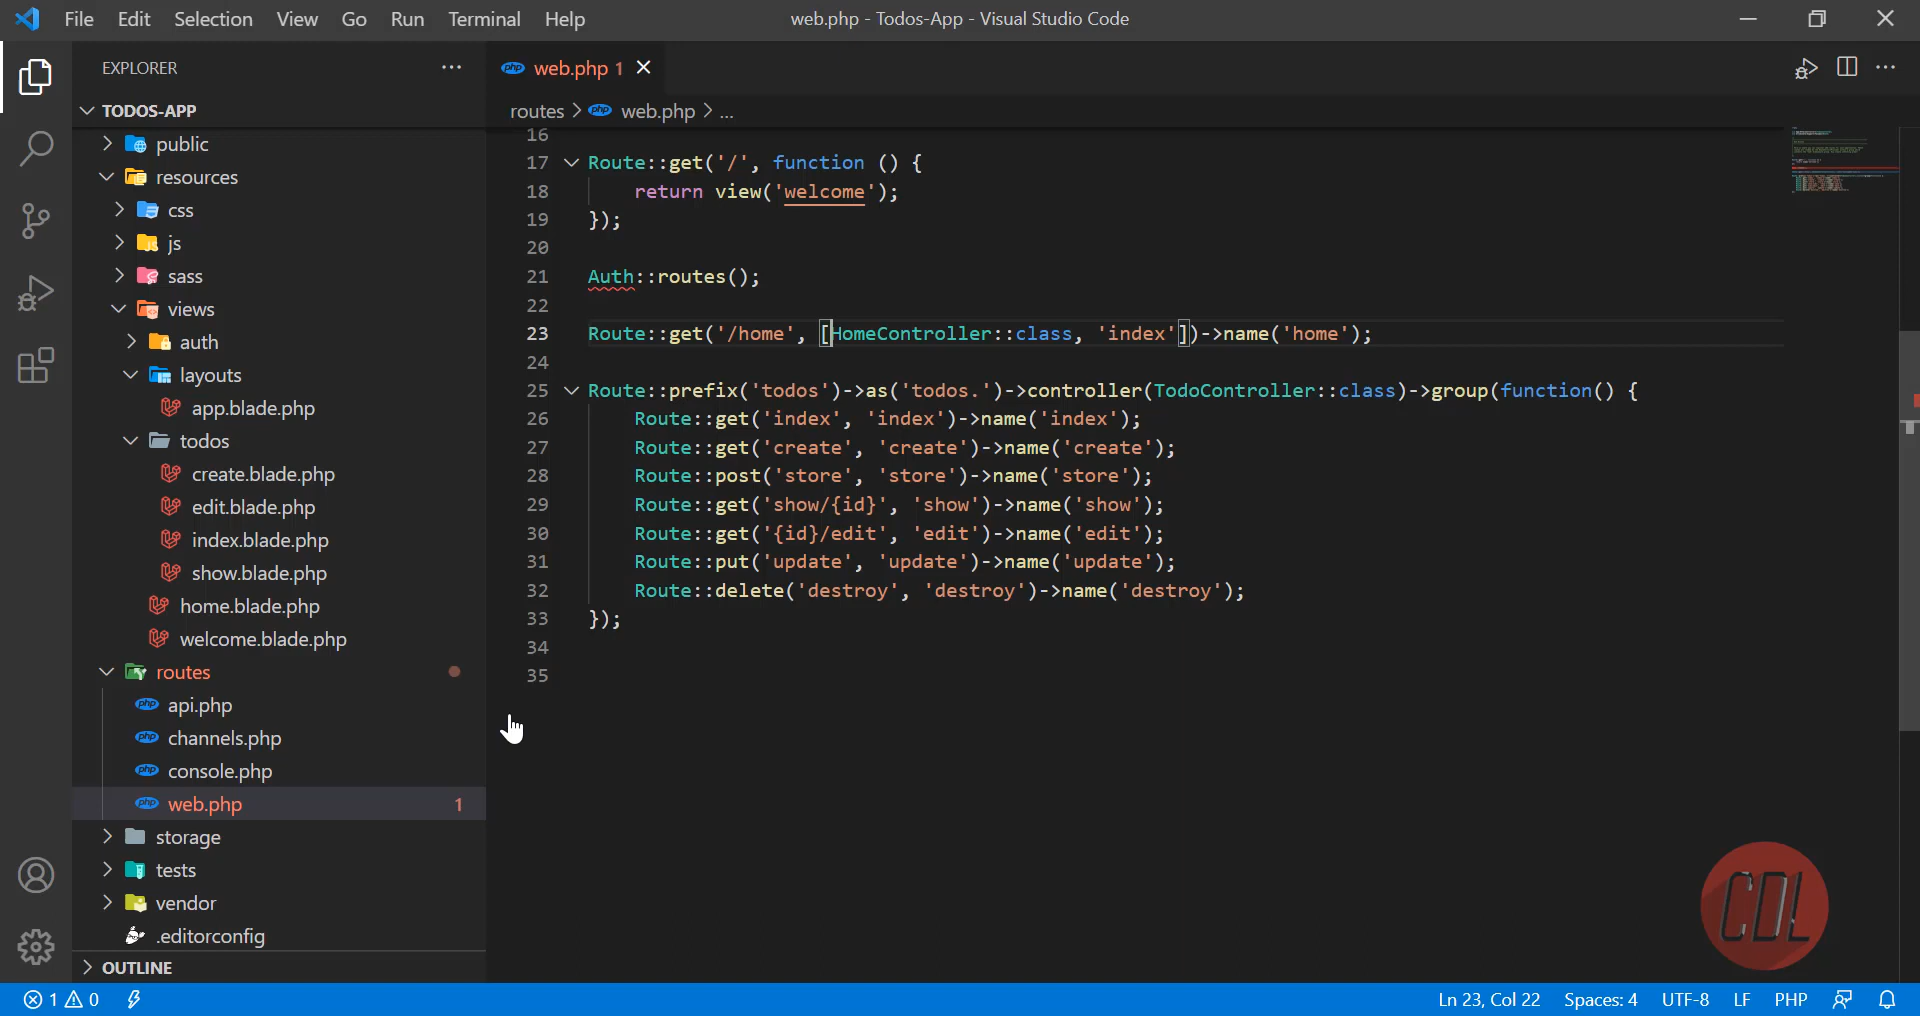 File Edit Selection View Go Run Terminal Help
web.php - Todos-App - Visual Studio Code
EXPLORER
TODOS-APP
public
resources
css
js
sass
views
auth
layouts
app.blade.php
todos
create.blade.php
edit.blade.php
index.blade.php
show.blade.php
home.blade.php
welcome.blade.php
routes
api.php
channels.php
console.php
web.php 1
storage
tests
vendor
.editorconfig
OUTLINE
web.php 1
routes > web.php > ...
16
17 Route::get('/', function () {
18 return view('welcome');
19 });
20
21 Auth::routes();
22
23 Route::get('/home', [HomeController::class, 'index'])->name('home');
24
25 Route::prefix('todos')->as('todos.')->controller(TodoController::class)->group(function() {
26 Route::get('index', 'index')->name('index');
27 Route::get('create', 'create')->name('create');
28 Route::post('store', 'store')->name('store');
29 Route::get('show/{id}', 'show')->name('show');
30 Route::get('{id}/edit', 'edit')->name('edit');
31 Route::put('update', 'update')->name('update');
32 Route::delete('destroy', 'destroy')->name('destroy');
33 });
34
35
CDL
1 0
Ln 23, Col 22 Spaces: 4 UTF-8 LF PHP